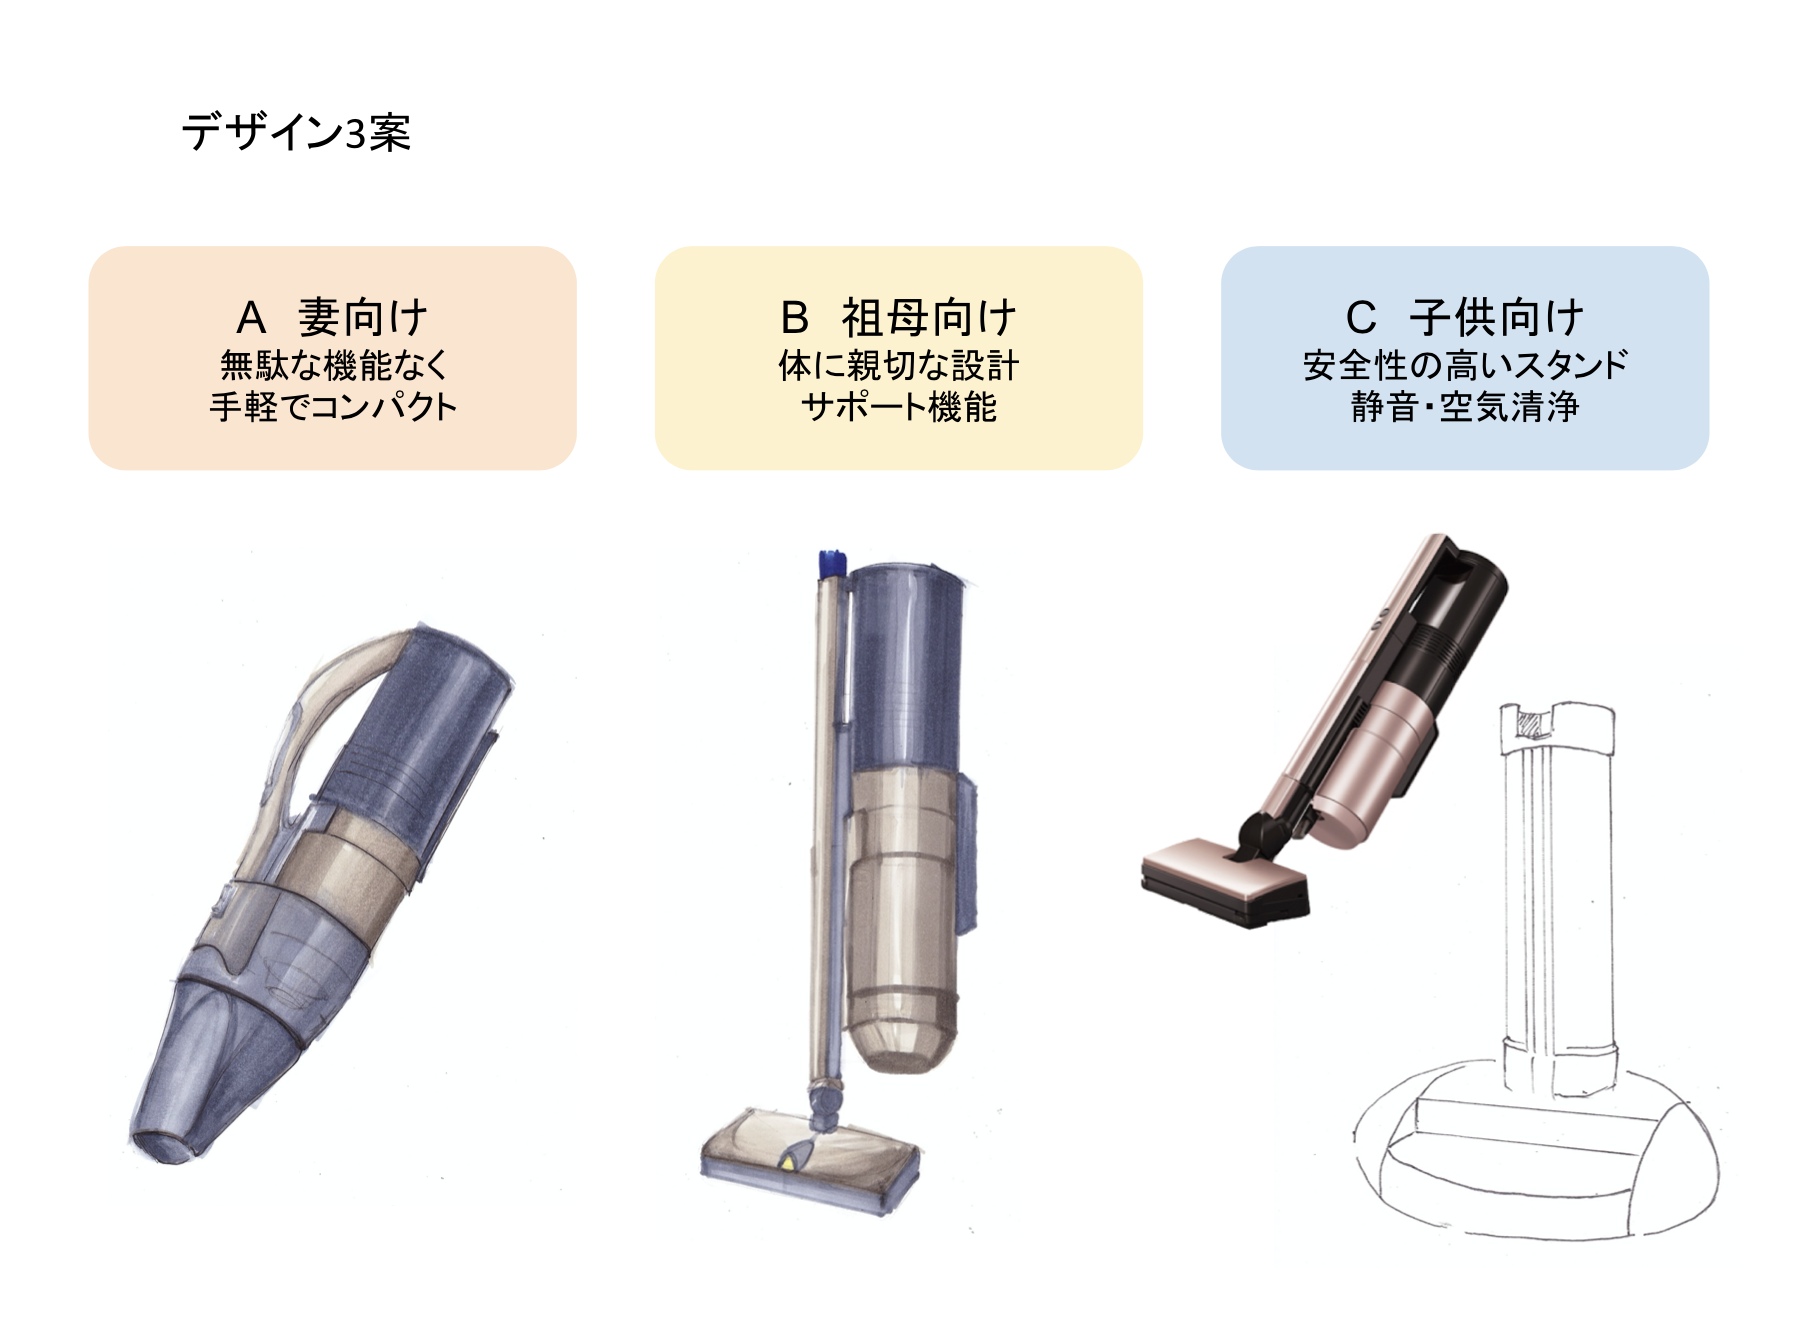 デザイン3案
A　妻向け
無駄な機能なく
手軽でコンパクト
B　祖母向け
体に親切な設計
サポート機能
C　子供向け
安全性の高いスタンド
静音・空気清浄